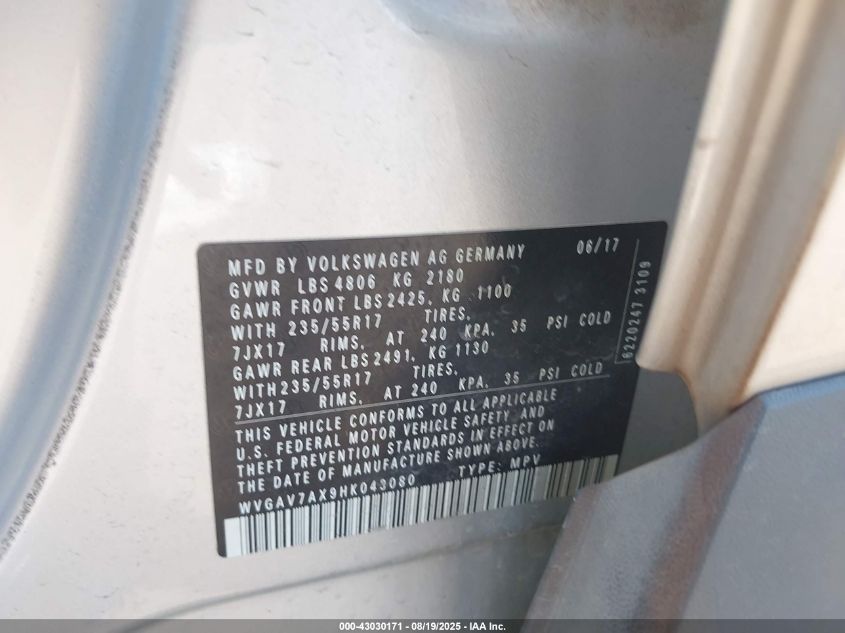 MFD BY VOLKSWAGEN AG GERMANY 06/17
GVWR LBS 4806 KG 2180
GAWR FRONT LBS 2425, KG 1100
WITH 235/55R17 TIRES,
7JX17 RIMS, AT 240 KPA, 35 PSI COLD
GAWR REAR LBS 2491, KG 1130
WITH 235/55R17 TIRES,
7JX17 RIMS, AT 240 KPA, 35 PSI COLD
THIS VEHICLE CONFORMS TO ALL APPLICABLE
U.S. FEDERAL MOTOR VEHICLE SAFETY AND
THEFT PREVENTION STANDARDS IN EFFECT ON
THE DATE OF MANUFACTURE SHOWN ABOVE.
WVGAV7AX9HK043080 TYPE: MPV
6220247 3109
000-43030171 - 08/19/2025 - IAA Inc.